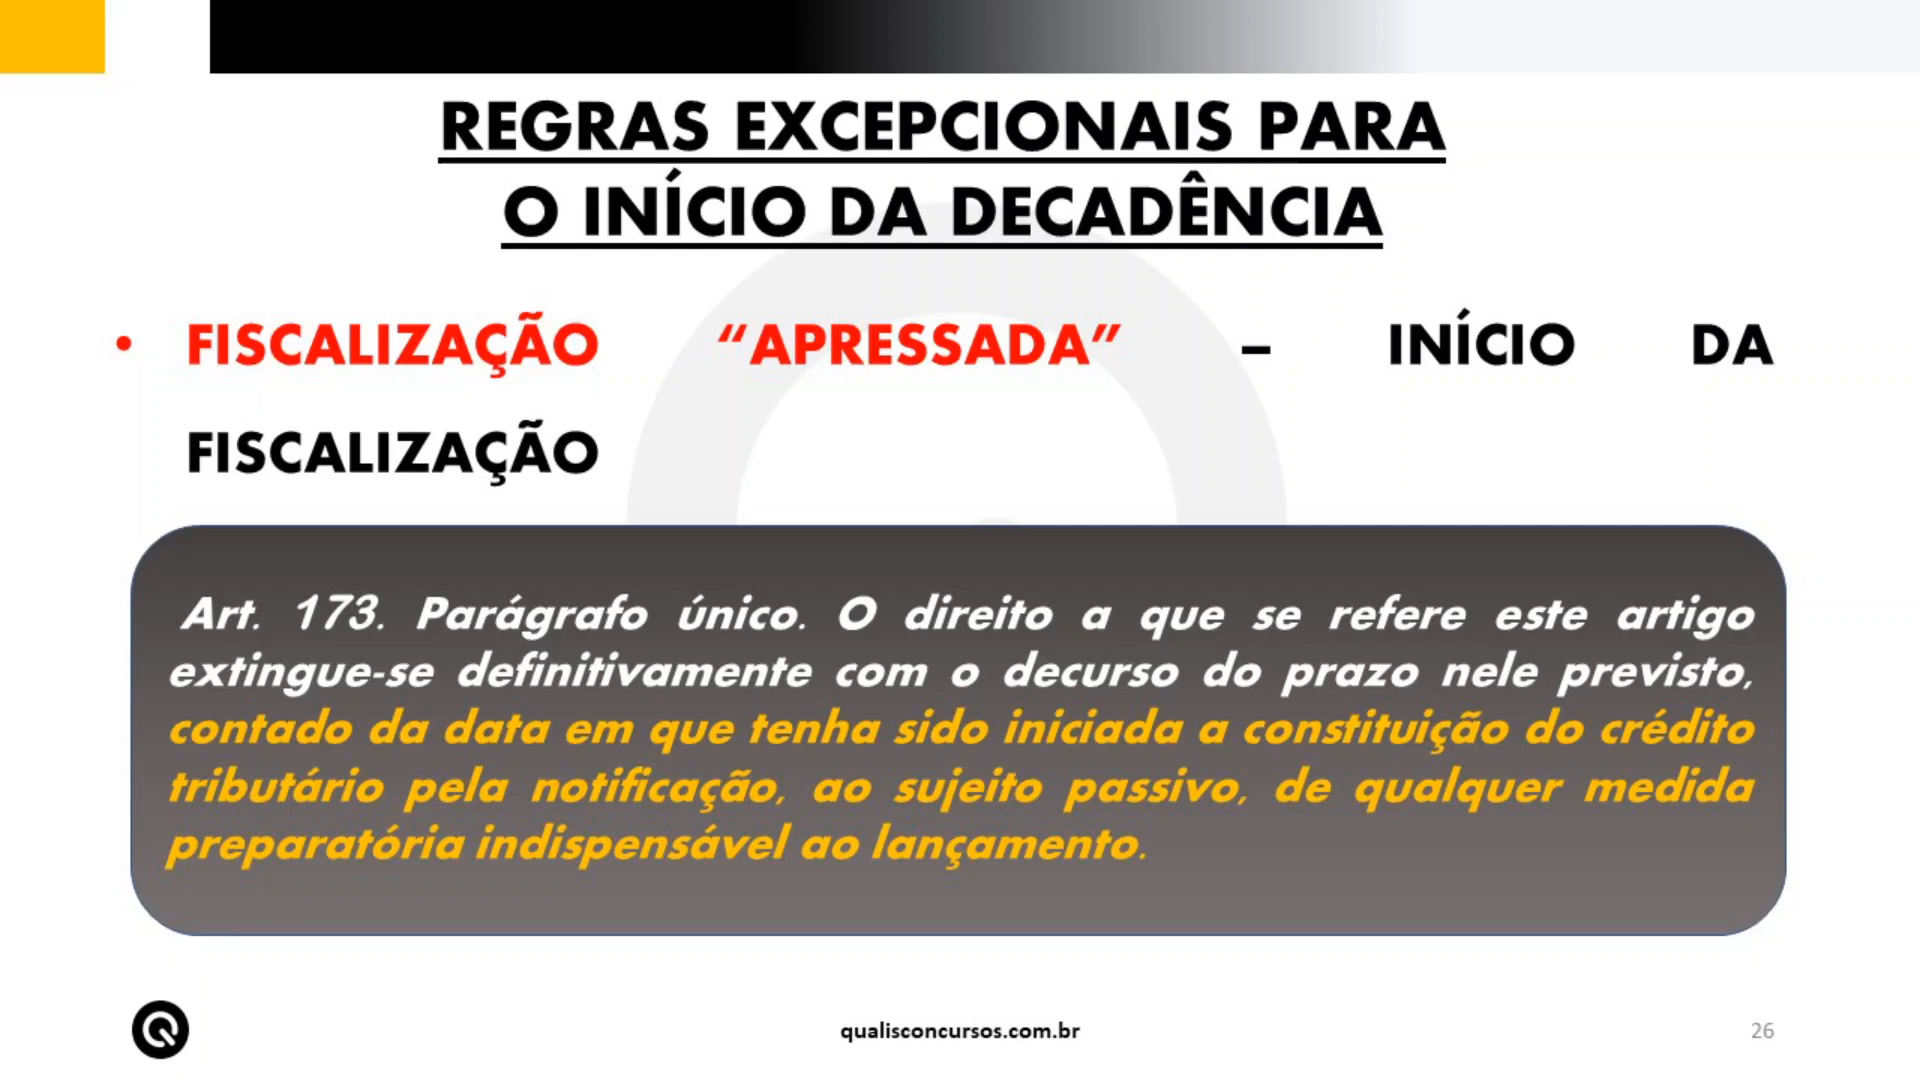 REGRAS EXCEPCIONAIS PARA
O INÍCIO DA DECADÊNCIA
• FISCALIZAÇÃO “APRESSADA” – INÍCIO DA
FISCALIZAÇÃO
Art. 173. Parágrafo único. O direito a que se refere este artigo
extingue-se definitivamente com o decurso do prazo nele previsto,
contado da data em que tenha sido iniciada a constituição do crédito
tributário pela notificação, ao sujeito passivo, de qualquer medida
preparatória indispensável ao lançamento.
qualisconcursos.com.br
26